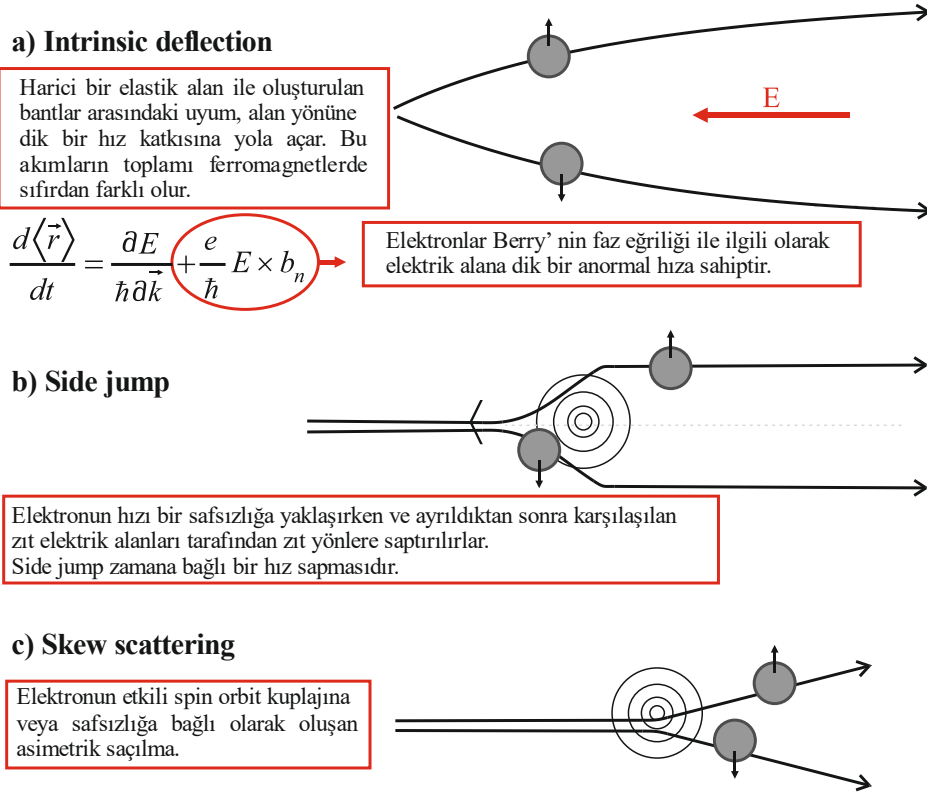 a) Intrinsic deflection
Harici bir elastik alan ile oluşturulan
bantlar arasındaki uyum, alan yönüne
dik bir hız katkısına yola açar. Bu
akımların toplamı ferromagnetlerde
sıfırdan farklı olur.
E
d⟨r⃗⟩/dt = ∂E/ħ∂k⃗ + e/ħ E × b_n
Elektronlar Berry’ nin faz eğriliği ile ilgili olarak
elektrik alana dik bir anormal hıza sahiptir.
b) Side jump
Elektronun hızı bir safsızlığa yaklaşırken ve ayrıldıktan sonra karşılaşılan
zıt elektrik alanları tarafından zıt yönlere saptırılırlar.
Side jump zamana bağlı bir hız sapmasıdır.
c) Skew scattering
Elektronun etkili spin orbit kuplajına
veya safsızlığa bağlı olarak oluşan
asimetrik saçılma.